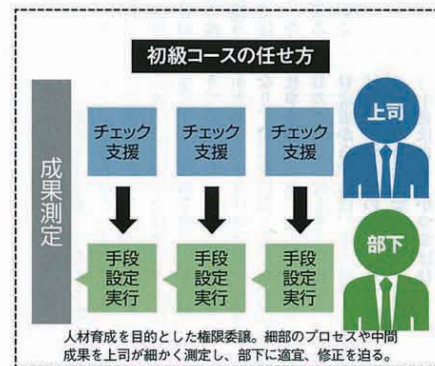 初級コースの任せ方
成果測定
チェック
支援
チェック
支援
チェック
支援
上司
手段
設定
実行
手段
設定
実行
手段
設定
実行
部下
人材育成を目的とした権限委譲。細部のプロセスや中間
成果を上司が細かく測定し、部下に適宜、修正を迫る。